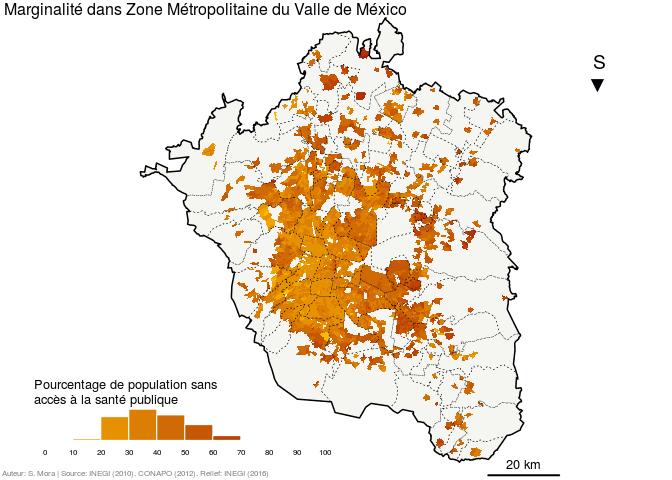 Marginalité dans Zone Métropolitaine du Valle de México
S
Pourcentage de population sans
accès à la santé publique
0 10 20 30 40 50 60 70 80 90 100
20 km
Auteur: S. Mora | Source: INEGI (2010). CONAPO (2012). Relief: INEGI (2016)